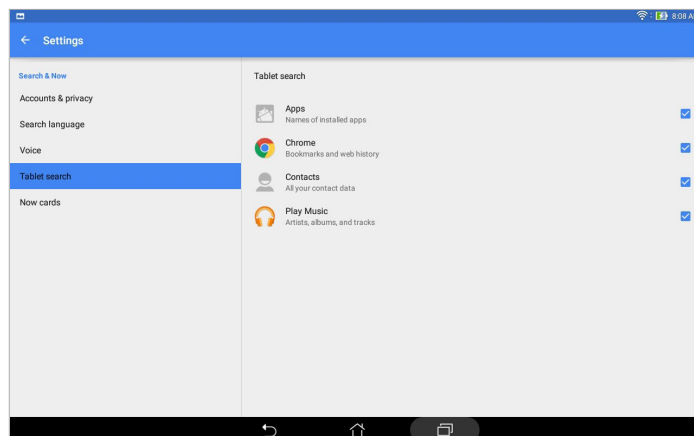 8:08 A
Settings
Search & Now
Accounts & privacy
Search language
Voice
Tablet search
Now cards
Tablet search
Apps
Names of installed apps
Chrome
Bookmarks and web history
Contacts
All your contact data
Play Music
Artists, albums, and tracks